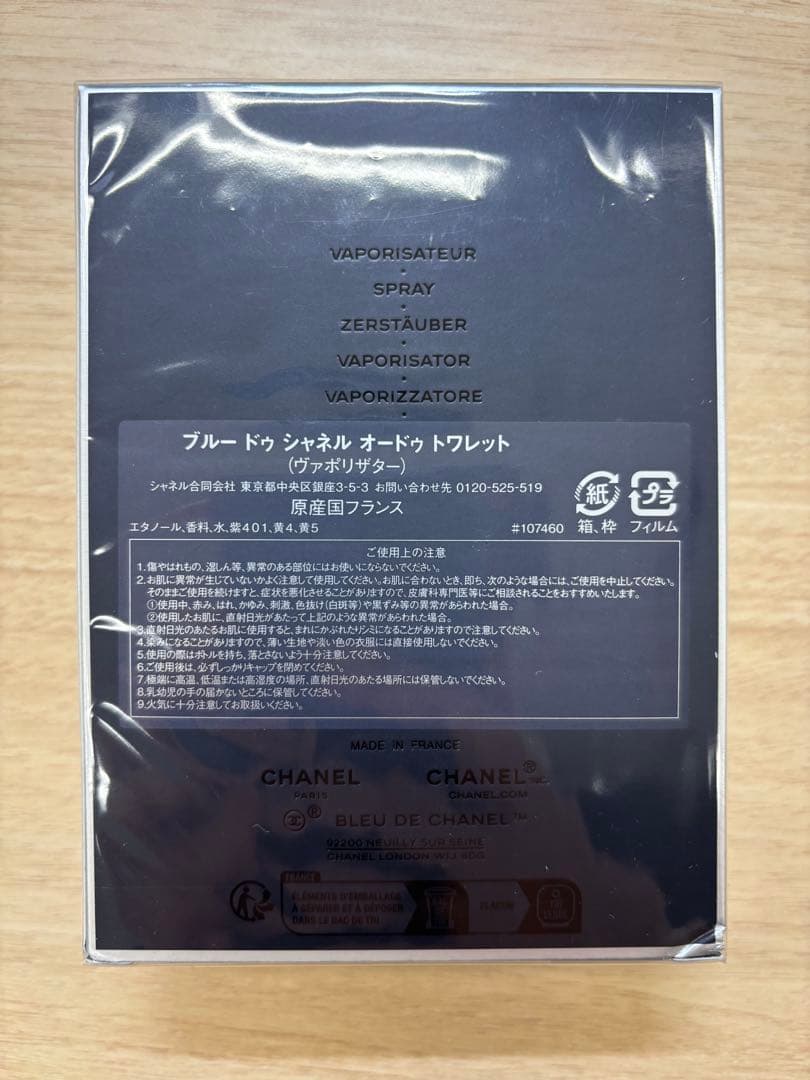 VAPORISATEUR
SPRAY
ZERSTÄUBER
VAPORISATOR
VAPORIZZATORE
ブルー ドゥ シャネル オードゥ トワレット
(ヴァポリザター)
シャネル合同会社 東京都中央区銀座3-5-3 お問い合わせ先 0120-525-519
原産国フランス
エタノール、香料、水、紫401、黄4、黄5 #107460
紙 プラ
箱、枠 フィルム
ご使用上の注意
1.傷やはれもの、湿しん等、異常のある部位にはお使いにならないでください。
2.お肌に異常が生じていないかよく注意して使用してください。お肌に合わないとき、即ち、次のような場合には、ご使用を中止してください。
そのままご使用を続けますと、症状を悪化させることがありますので、皮膚科専門医等にご相談されることをおすすめいたします。
①使用中、赤み、はれ、かゆみ、刺激、色抜け(白斑等)や黒ずみ等の異常があらわれた場合。
②使用したお肌に、直射日光があたって上記のような異常があらわれた場合。
3.直射日光のあたるお肌に使用すると、まれにかぶれたりシミになることがありますので注意してください。
4.染みになることがありますので、薄い生地や淡い色の衣服には直接使用しないでください。
5.使用の際はボトルを持ち、落とさないよう十分注意してください。
6.ご使用後は、必ずしっかりキャップを閉めてください。
7.極端に高温、低温または高湿度の場所、直射日光のあたる場所には保管しないでください。
8.乳幼児の手の届かないところに保管してください。
9.火気に十分注意してお取扱いください。
MADE IN FRANCE
CHANEL CHANEL® INC.
PARIS CHANEL.COM
® BLEU DE CHANEL™
92200 NEUILLY SUR SEINE
CHANEL LONDON W1J 6DG
FRANCE
ÉLÉMENTS D'EMBALLAGE
À SÉPARER ET À DÉPOSER
DANS LE BAC DE TRI
FLACON